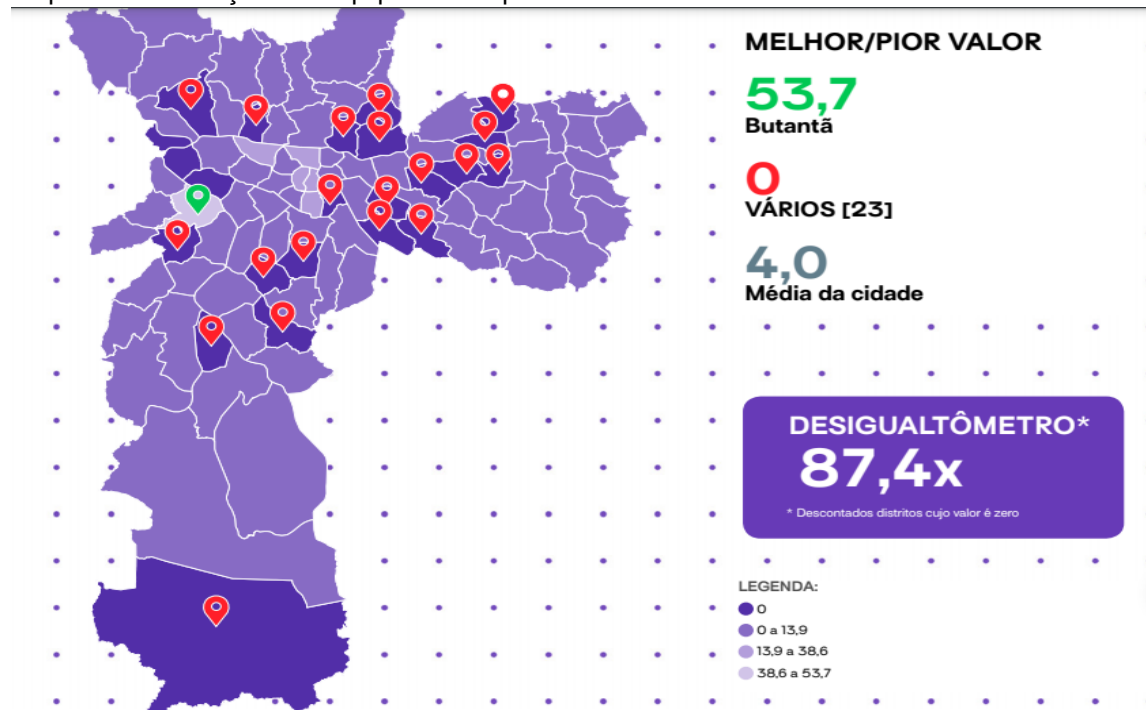 MELHOR/PIOR VALOR
53,7
Butantã
0
VÁRIOS [23]
4,0
Média da cidade
DESIGUALTÔMETRO*
87,4x
* Descontados distritos cujo valor é zero
LEGENDA:
0
0 a 13,9
13,9 a 38,6
38,6 a 53,7